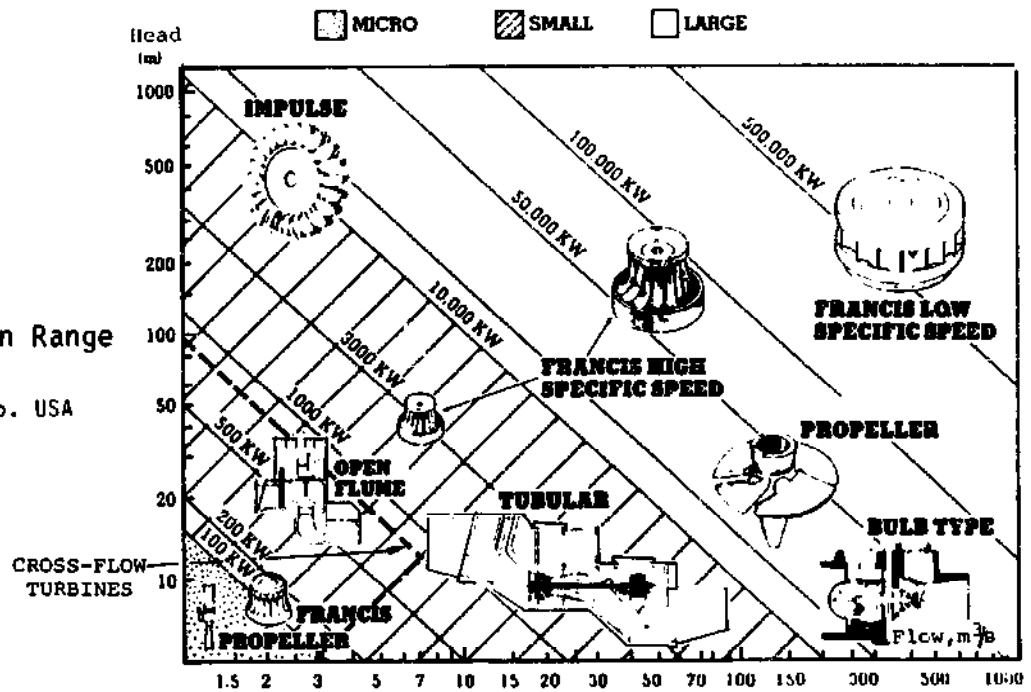 MICRO
SMALL
LARGE
Head
(m)
1000
500
200
100
50
20
10
n Range
USA
IMPULSE
C
500.000 KW
100.000 KW
50.000 KW
10.000 KW
3000 KW
1000 KW
500 KW
200 KW
100 KW
FRANCIS LOW
SPECIFIC SPEED
FRANCIS HIGH
SPECIFIC SPEED
PROPELLER
OPEN
FLUME
TUBULAR
BULB TYPE
CROSS-FLOW
TURBINES
FRANCIS
PROPELLER
Flow, m³/s
1.5 2 3 5 7 10 15 20 30 50 70 100 150 300 500 1000